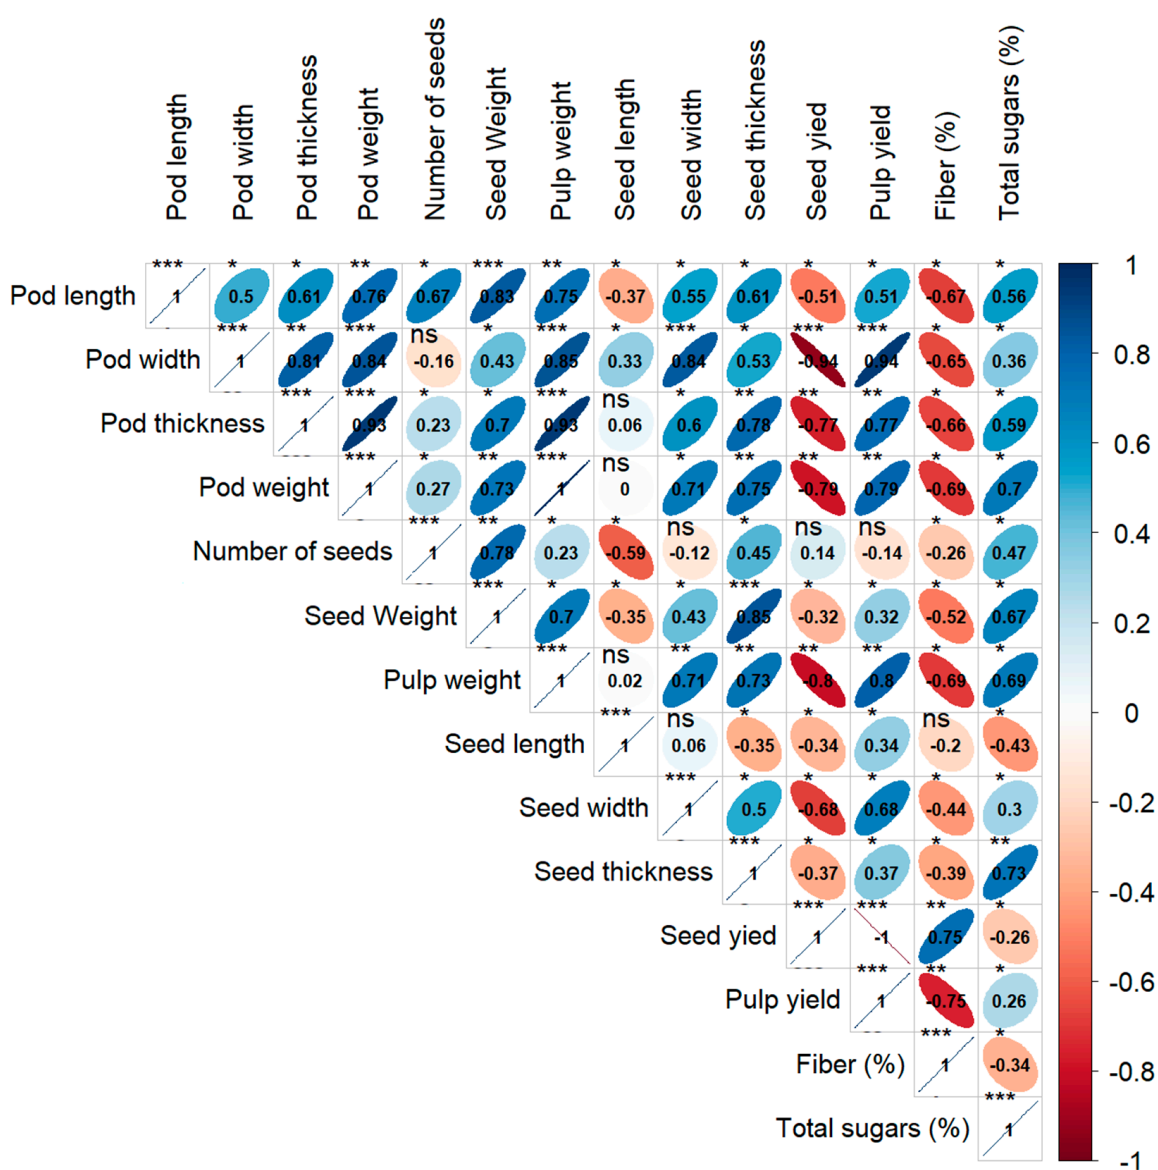 Pod length
Pod width
Pod thickness
Pod weight
Number of seeds
Seed Weight
Pulp weight
Seed length
Seed width
Seed thickness
Seed yied
Pulp yield
Fiber (%)
Total sugars (%)
*** * * ** * *** ** * * * * * * *
Pod length 1 0.5 0.61 0.76 0.67 0.83 0.75 -0.37 0.55 0.61 -0.51 0.51 -0.67 0.56
*** ** *** ns * *** * *** * *** *** * *
Pod width 1 0.81 0.84 -0.16 0.43 0.85 0.33 0.84 0.53 -0.94 0.94 -0.65 0.36
*** *** * * *** ns * ** ** ** * *
Pod thickness 1 0.93 0.23 0.7 0.93 0.06 0.6 0.78 -0.77 0.77 -0.66 0.59
*** * ** *** ns * ** ** ** * *
Pod weight 1 0.27 0.73 1 0 0.71 0.75 -0.79 0.79 -0.69 0.7
*** ** * * ns * ns ns * *
Number of seeds 1 0.78 0.23 -0.59 -0.12 0.45 0.14 -0.14 -0.26 0.47
*** * * * *** * * * *
Seed Weight 1 0.7 -0.35 0.43 0.85 -0.32 0.32 -0.52 0.67
*** ns ** ** ** ** * *
Pulp weight 1 0.02 0.71 0.73 -0.8 0.8 -0.69 0.69
*** ns * * * ns *
Seed length 1 0.06 -0.35 -0.34 0.34 -0.2 -0.43
*** * * * * *
Seed width 1 0.5 -0.68 0.68 -0.44 0.3
*** * * * **
Seed thickness 1 -0.37 0.37 -0.39 0.73
*** *** ** *
Seed yied 1 -1 0.75 -0.26
*** ** *
Pulp yield 1 -0.75 0.26
*** *
Fiber (%) 1 -0.34
***
Total sugars (%) 1
1
0.8
0.6
0.4
0.2
0
-0.2
-0.4
-0.6
-0.8
-1